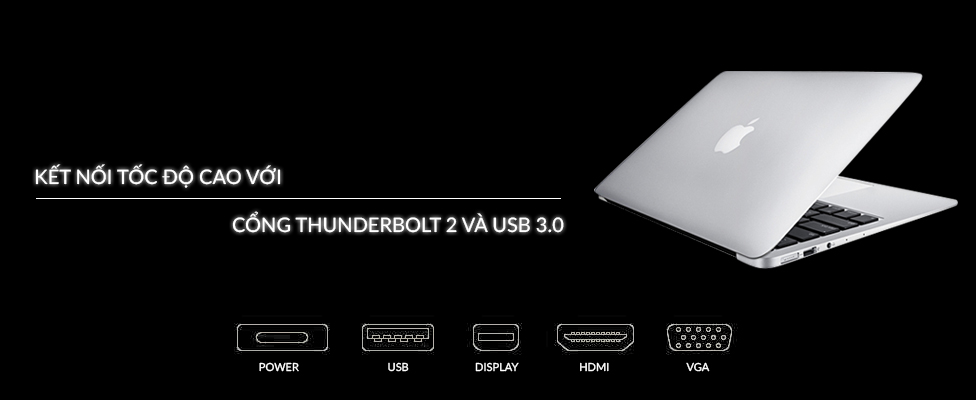 KẾT NỐI TỐC ĐỘ CAO VỚI
CỔNG THUNDERBOLT 2 VÀ USB 3.0
POWER
USB
DISPLAY
HDMI
VGA